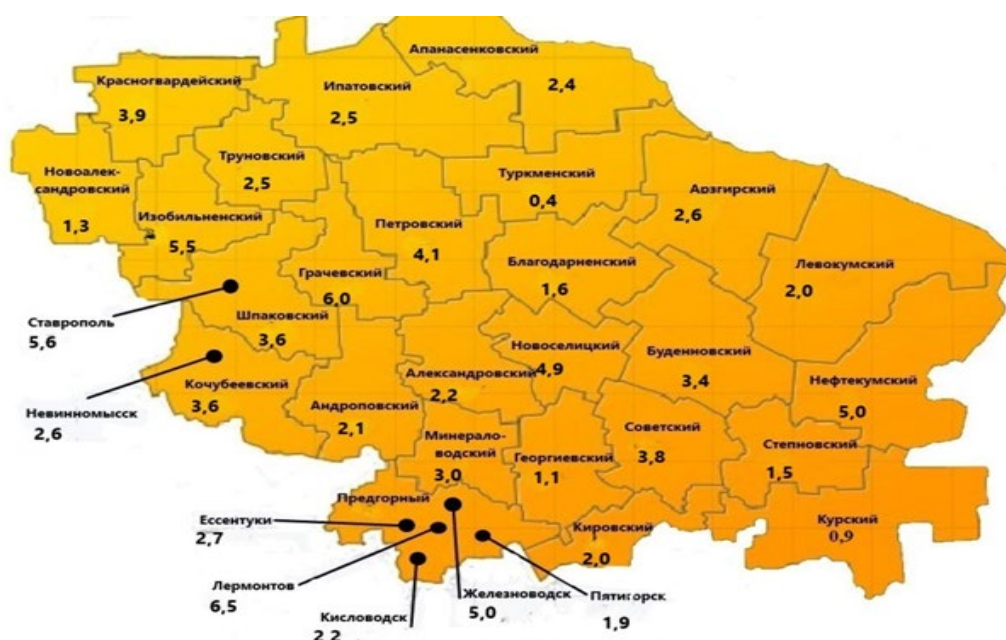 Апанасенковский
2,4
Красногвардейский
3,9
Ипатовский
2,5
Труновский
2,5
Новоалек-
сандровский
1,3
Туркменский
0,4
Арзгирский
2,6
Изобильненский
5,5
Петровский
4,1
Благодарненский
1,6
Левокумский
2,0
Грачевский
6,0
Ставрополь
5,6
Шпаковский
3,6
Новоселицкий
4,9
Буденновский
3,4
Александровский
2,2
Нефтекумский
5,0
Кочубеевский
3,6
Невинномысск
2,6
Андроповский
2,1
Минерало-
водский
3,0
Георгиевский
1,1
Советский
3,8
Степновский
1,5
Предгорный
Ессентуки
2,7
Кировский
2,0
Курский
0,9
Лермонтов
6,5
Железноводск
5,0
Пятигорск
1,9
Кисловодск
2,2